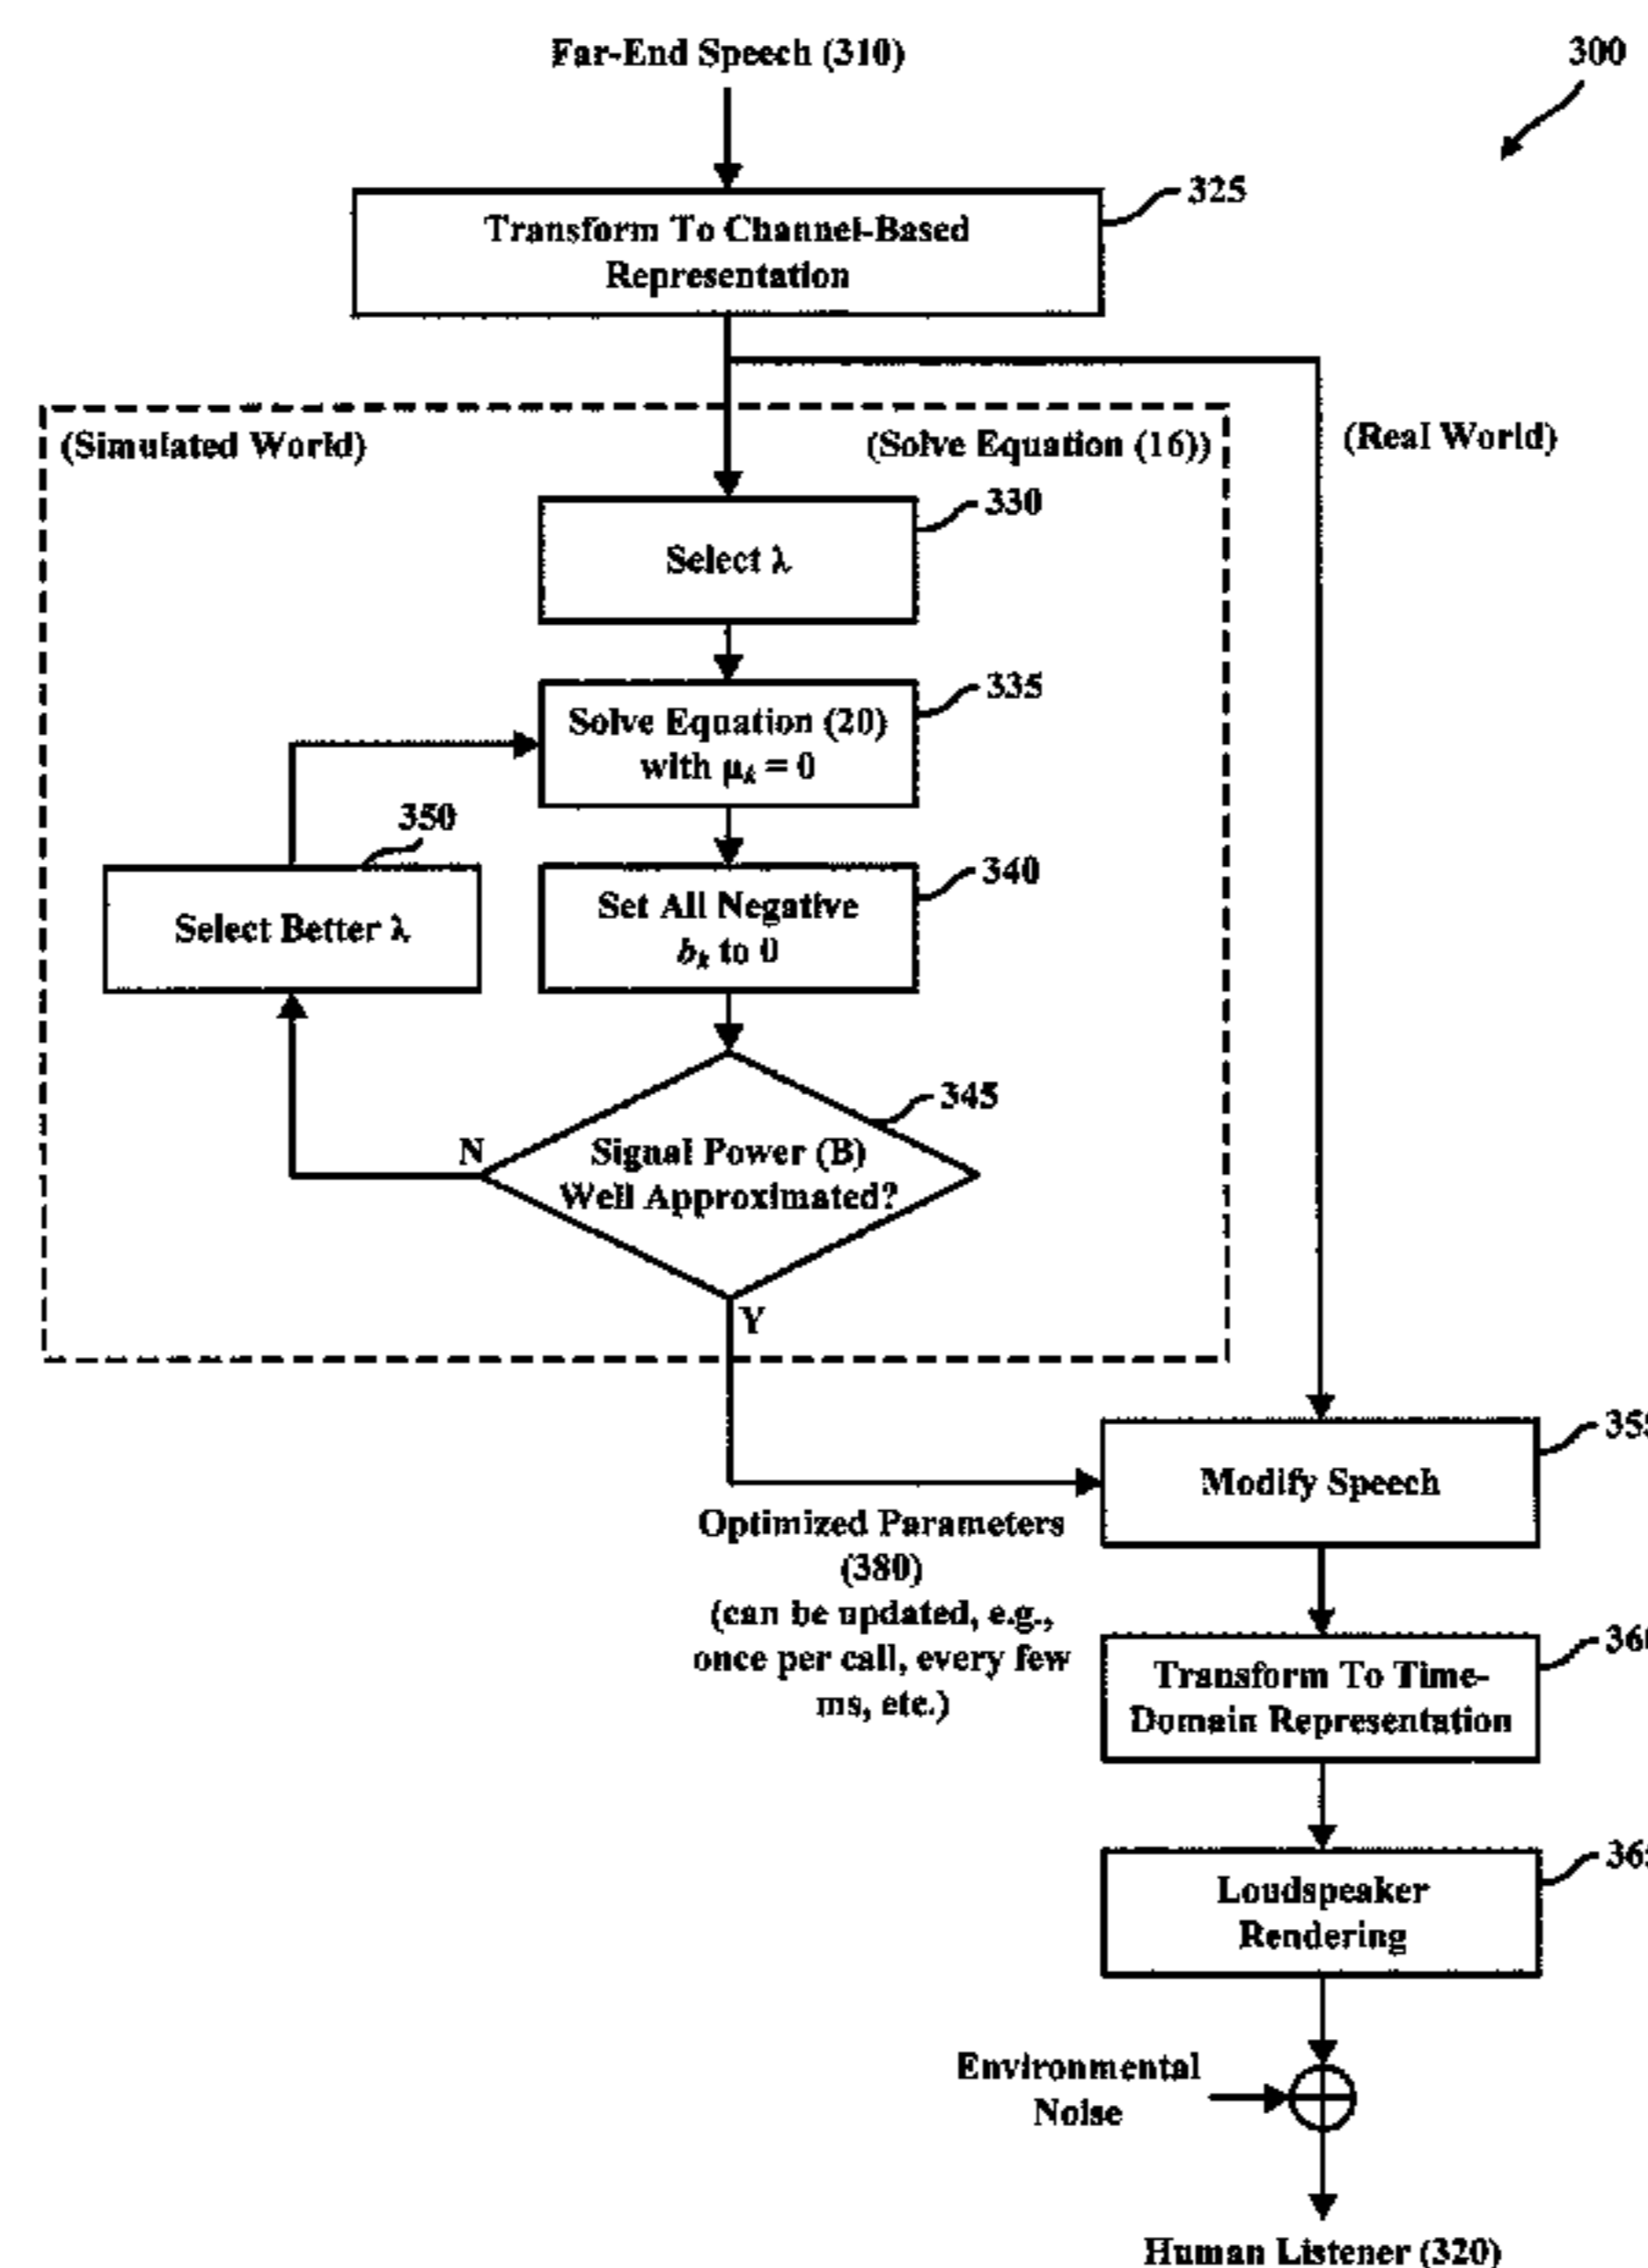 Far-End Speech (310)
300
325
Transform To Channel-Based
Representation
(Simulated World)
(Solve Equation (16))
(Real World)
330
Select λ
335
Solve Equation (20)
with μk = 0
350
340
Select Better λ
Set All Negative
bk to 0
345
N
Signal Power (B)
Well Approximated?
Y
Modify Speech
Optimized Parameters
(380)
(can be updated, e.g.,
once per call, every few
ms, etc.)
Transform To Time-
Domain Representation
Loudspeaker
Rendering
Environmental
Noise
Human Listener (320)